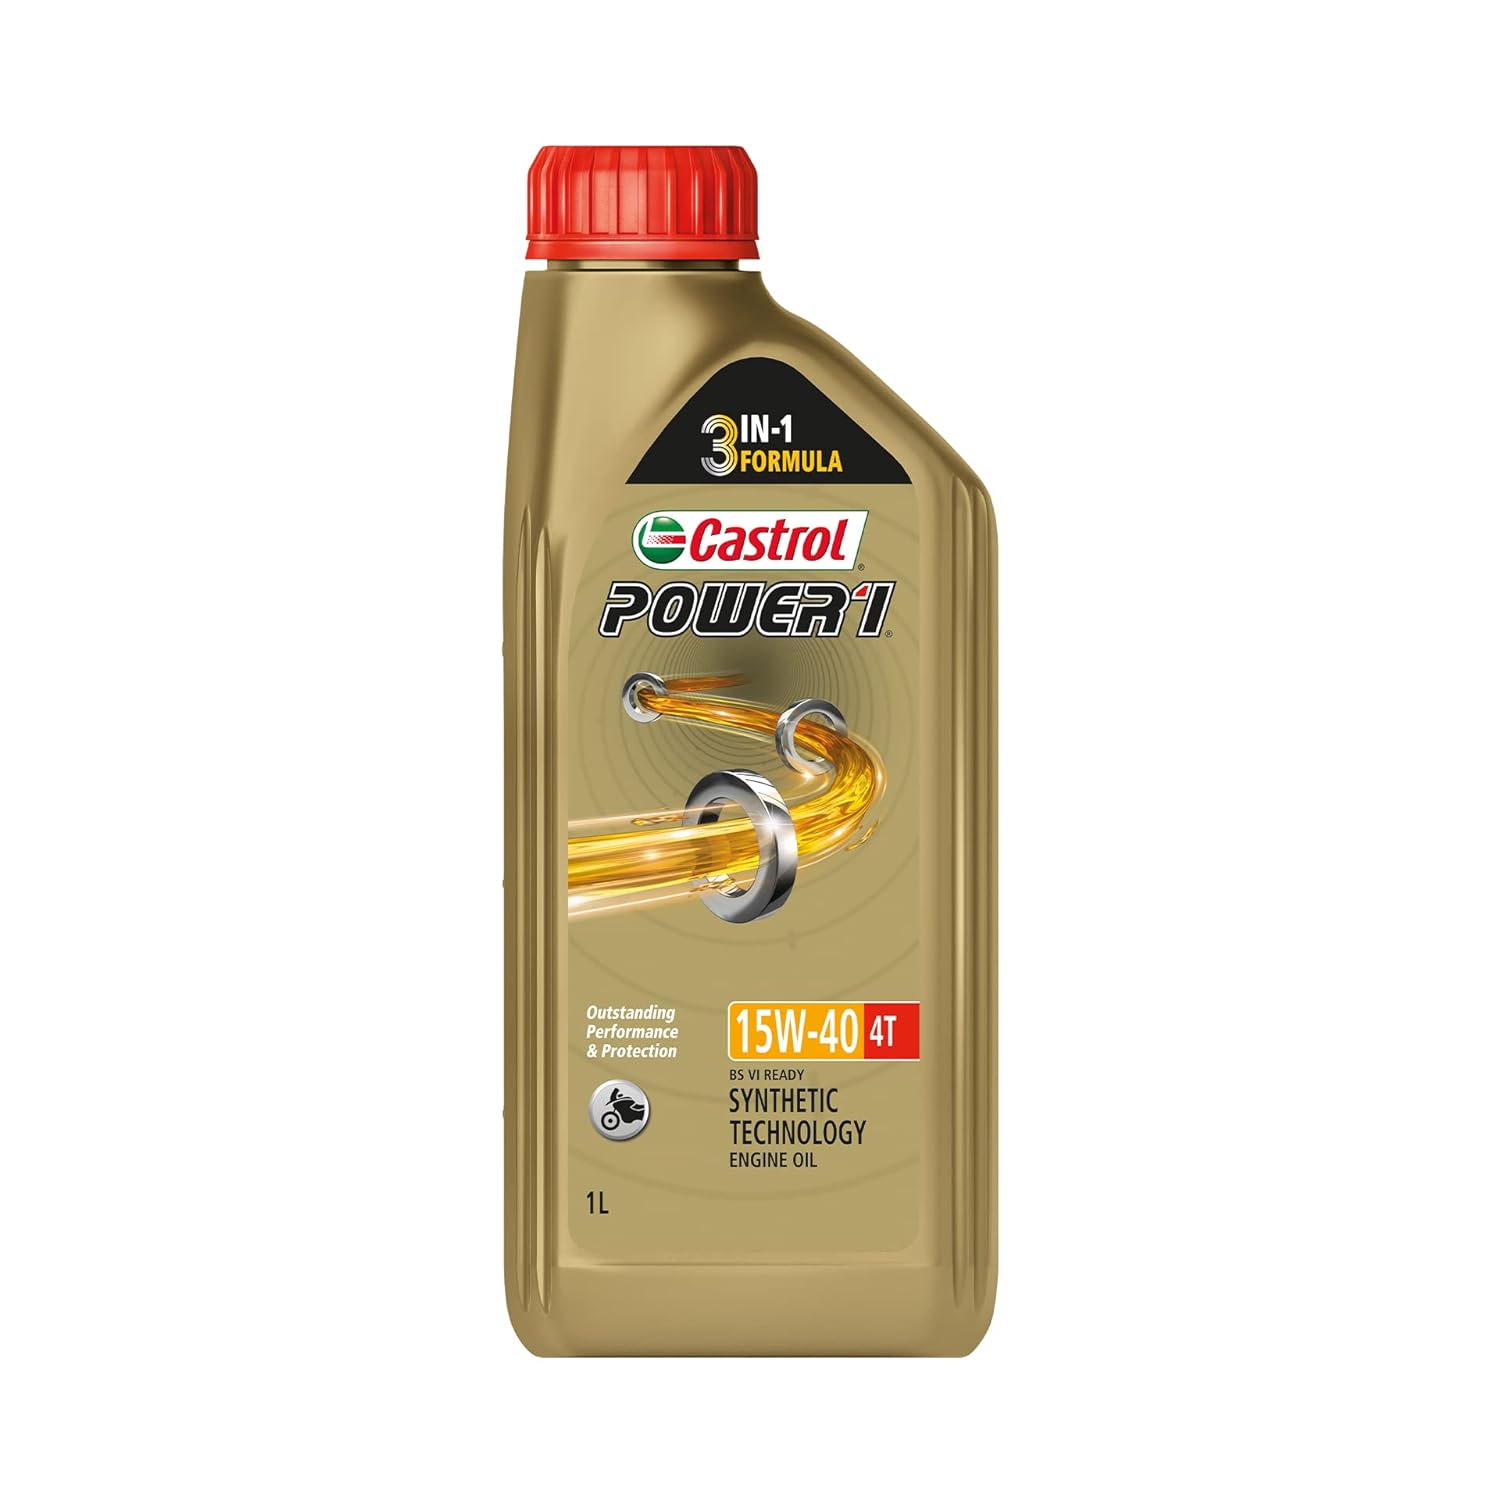 3 IN-1
FORMULA
Castrol
POWER1
Outstanding
Performance
& Protection
15W-40 4T
BS VI READY
SYNTHETIC
TECHNOLOGY
ENGINE OIL
1L